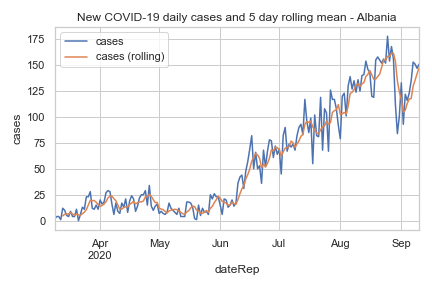 New COVID-19 daily cases and 5 day rolling mean - Albania
cases
cases (rolling)
cases
175
150
125
100
75
50
25
0
Apr
2020
May
Jun
Jul
Aug
Sep
dateRep